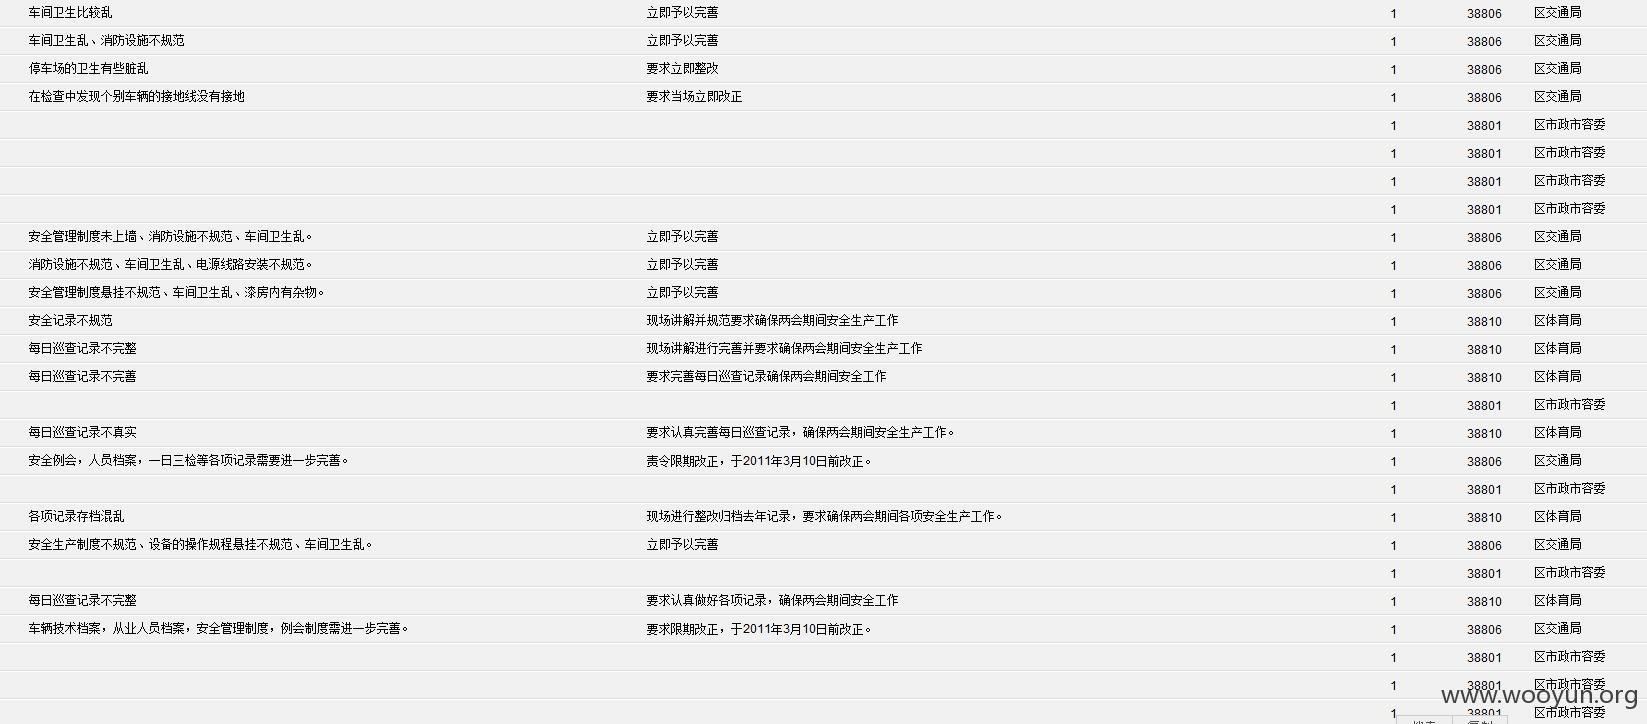 车间卫生比较乱 立即予以完善 1 38806 区交通局
车间卫生乱、消防设施不规范 立即予以完善 1 38806 区交通局
停车场的卫生有些脏乱 要求立即整改 1 38806 区交通局
在检查中发现个别车辆的接地线没有接地 要求当场立即改正 1 38806 区交通局
1 38801 区市政市容委
1 38801 区市政市容委
1 38801 区市政市容委
1 38801 区市政市容委
安全管理制度未上墙、消防设施不规范、车间卫生乱。 立即予以完善 1 38806 区交通局
消防设施不规范、车间卫生乱、电源线路安装不规范。 立即予以完善 1 38806 区交通局
安全管理制度悬挂不规范、车间卫生乱、漆房内有杂物。 立即予以完善 1 38806 区交通局
安全记录不规范 现场讲解并规范要求确保两会期间安全生产工作 1 38810 区体育局
每日巡查记录不完整 现场讲解进行完善并要求确保两会期间安全生产工作 1 38810 区体育局
每日巡查记录不完善 要求完善每日巡查记录确保两会期间安全工作 1 38810 区体育局
1 38801 区市政市容委
每日巡查记录不真实 要求认真完善每日巡查记录，确保两会期间安全生产工作。 1 38810 区体育局
安全例会，人员档案，一日三检等各项记录需要进一步完善。 责令限期改正，于2011年3月10日前改正。 1 38806 区交通局
1 38801 区市政市容委
各项记录存档混乱 现场进行整改归档去年记录，要求确保两会期间各项安全生产工作。 1 38810 区体育局
安全生产制度不规范、设备的操作规程悬挂不规范、车间卫生乱。 立即予以完善 1 38806 区交通局
1 38801 区市政市容委
每日巡查记录不完整 要求认真做好各项记录，确保两会期间安全工作 1 38810 区体育局
车辆技术档案，从业人员档案，安全管理制度，例会制度需进一步完善。 要求限期改正，于2011年3月10日前改正。 1 38806 区交通局
1 38801 区市政市容委
1 38801 区市政市容委
www.wooyun.org
1 38801 区市政市容委